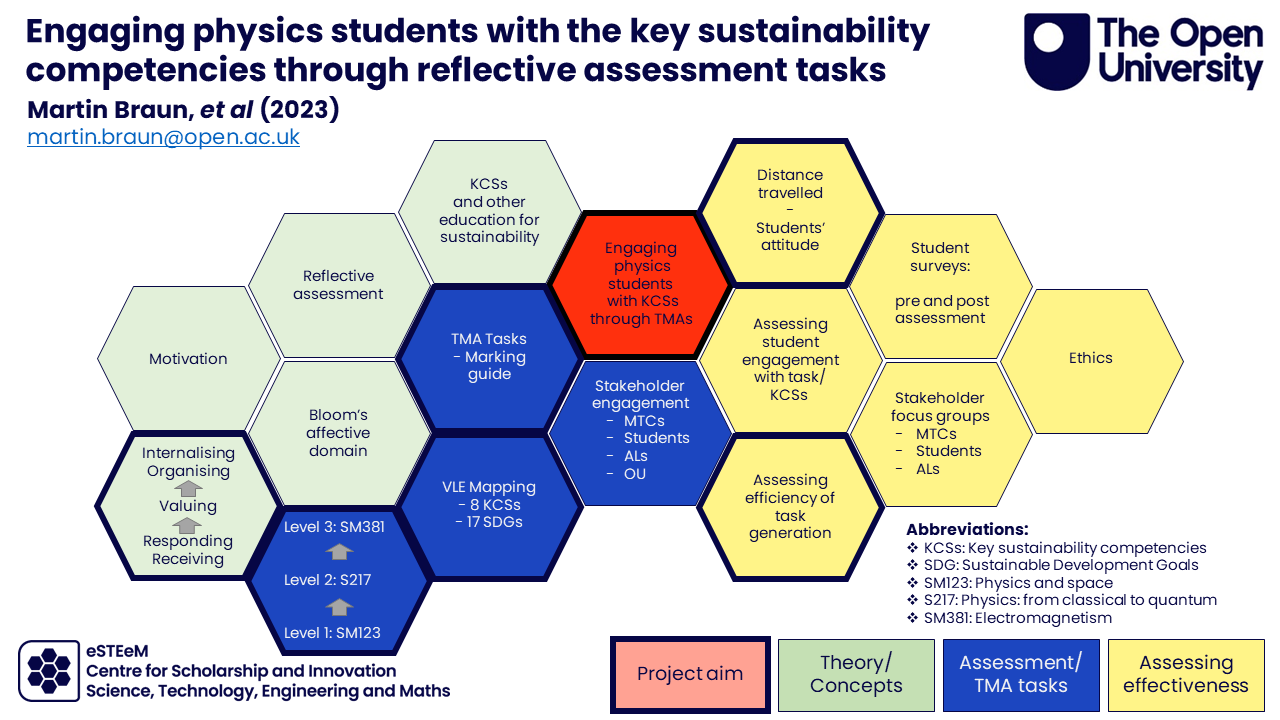 Engaging physics students with the key sustainability
competencies through reflective assessment tasks
Martin Braun, et al (2023)
martin.braun@open.ac.uk
The Open
University
KCSs
and other
education for
sustainability
Distance
travelled
-
Students’
attitude
Reflective
assessment
Engaging
physics
students
with KCSs
through TMAs
Student
surveys:
pre and post
assessment
Motivation
TMA Tasks
- Marking
guide
Assessing
student
engagement
with task/
KCSs
Ethics
Bloom’s
affective
domain
Stakeholder
engagement
- MTCs
- Students
- ALs
- OU
Stakeholder
focus groups
- MTCs
- Students
- ALs
Internalising
Organising
Valuing
Responding
Receiving
VLE Mapping
- 8 KCSs
- 17 SDGs
Assessing
efficiency of
task
generation
Level 3: SM381
Level 2: S217
Level 1: SM123
Abbreviations:
❖ KCSs: Key sustainability competencies
❖ SDG: Sustainable Development Goals
❖ SM123: Physics and space
❖ S217: Physics: from classical to quantum
❖ SM381: Electromagnetism
eSTEeM
Centre for Scholarship and Innovation
Science, Technology, Engineering and Maths
Project aim
Theory/
Concepts
Assessment/
TMA tasks
Assessing
effectiveness